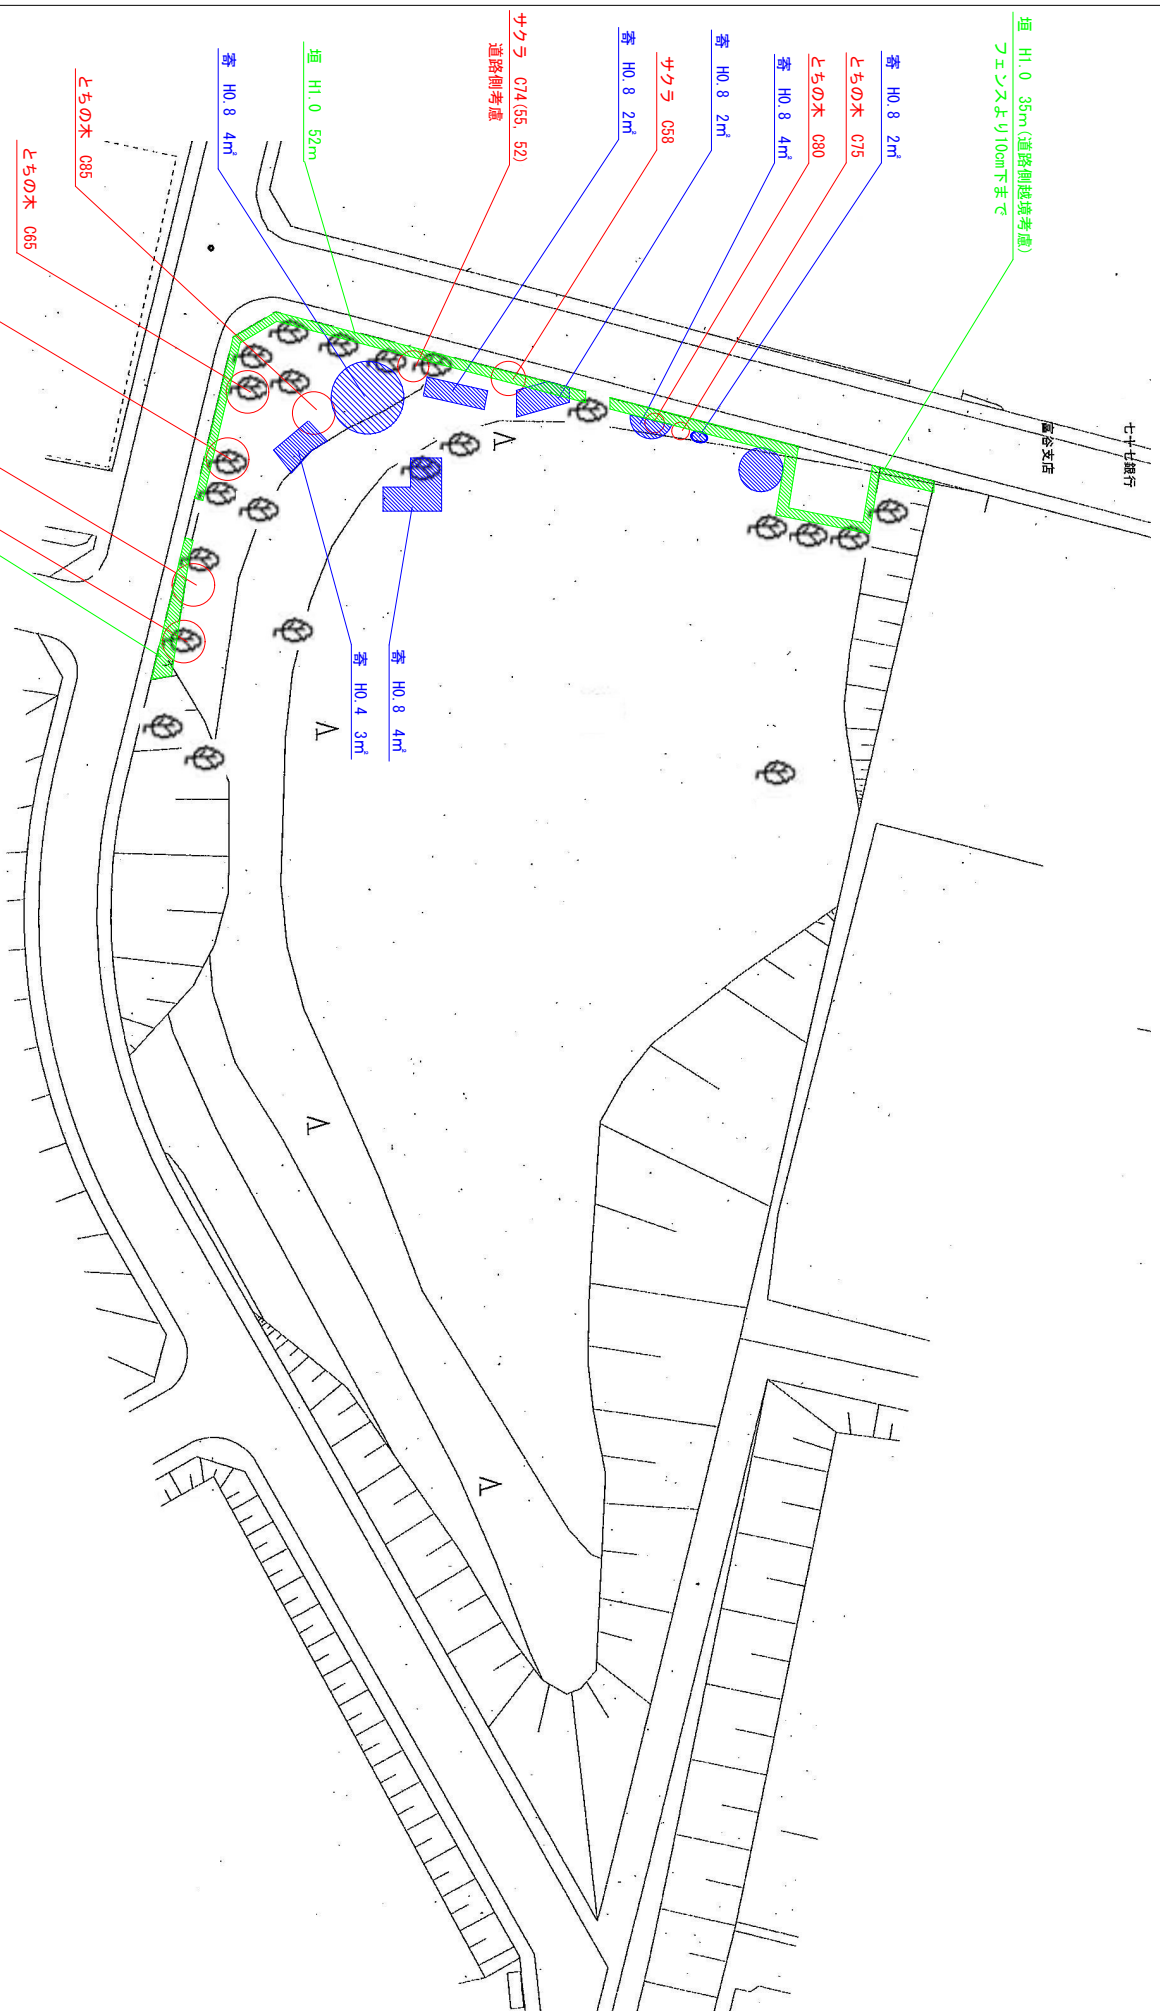 垣 H1.0 35m(道路側越境考慮)
フェンスより10cm下まで
寄 H0.8 2㎡
とちの木 C75
とちの木 C80
寄 H0.8 4㎡
寄 H0.8 2㎡
サクラ C58
寄 H0.8 2㎡
サクラ C74(55, 52)
道路側考慮
垣 H1.0 52m
寄 H0.8 4㎡
とちの木 C85
とちの木 C65
七十七銀行
富谷支店
寄 H0.8 4㎡
寄 H0.4 3㎡